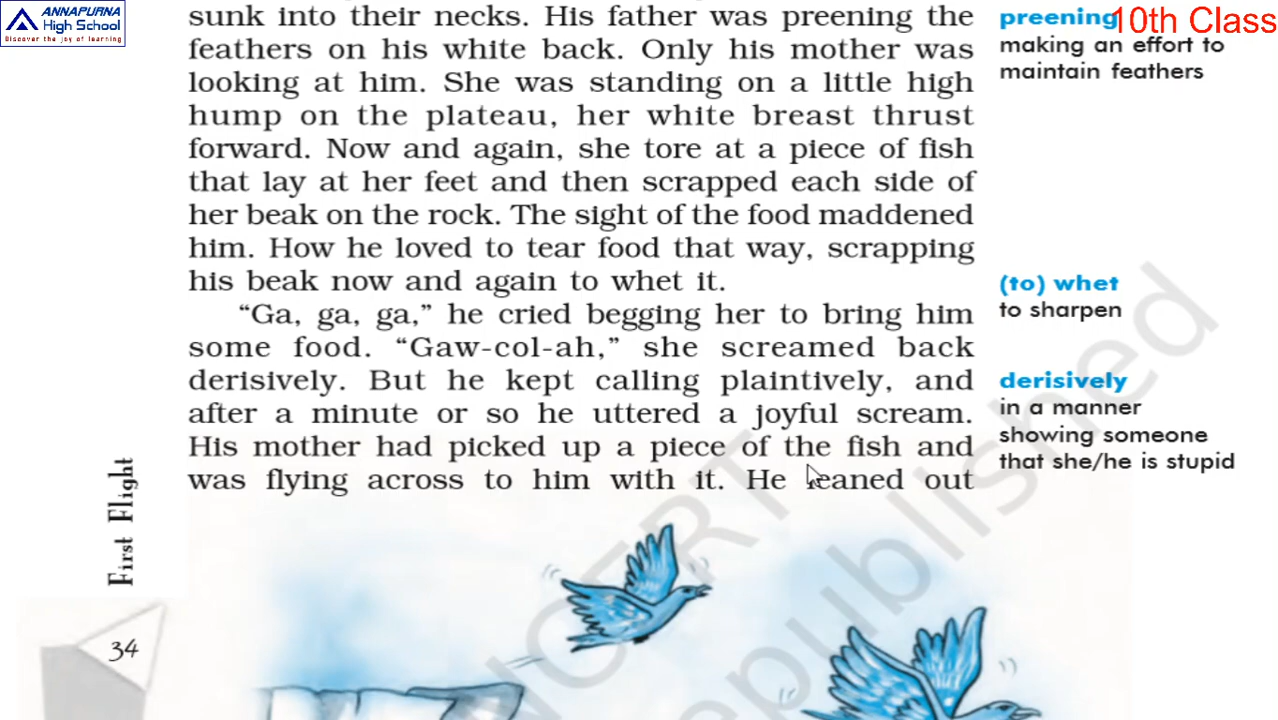 ANNAPURNA
High School
Discover the joy of learning
10th Class
sunk into their necks. His father was preening the
feathers on his white back. Only his mother was
looking at him. She was standing on a little high
hump on the plateau, her white breast thrust
forward. Now and again, she tore at a piece of fish
that lay at her feet and then scrapped each side of
her beak on the rock. The sight of the food maddened
him. How he loved to tear food that way, scrapping
his beak now and again to whet it.
“Ga, ga, ga,” he cried begging her to bring him
some food. “Gaw-col-ah,” she screamed back
derisively. But he kept calling plaintively, and
after a minute or so he uttered a joyful scream.
His mother had picked up a piece of the fish and
was flying across to him with it. He leaned out
preening
making an effort to
maintain feathers
(to) whet
to sharpen
derisively
in a manner
showing someone
that she/he is stupid
First Flight
34
NCERT
republished